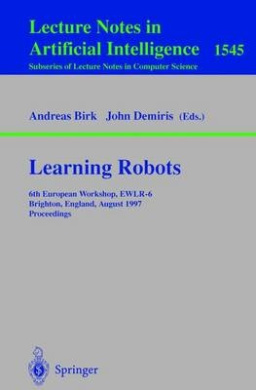 Lecture Notes in
Artificial Intelligence 1545
Subseries of Lecture Notes in Computer Science
Andreas Birk John Demiris (Eds.)
Learning Robots
6th European Workshop, EWLR-6
Brighton, England, August 1997
Proceedings
Springer